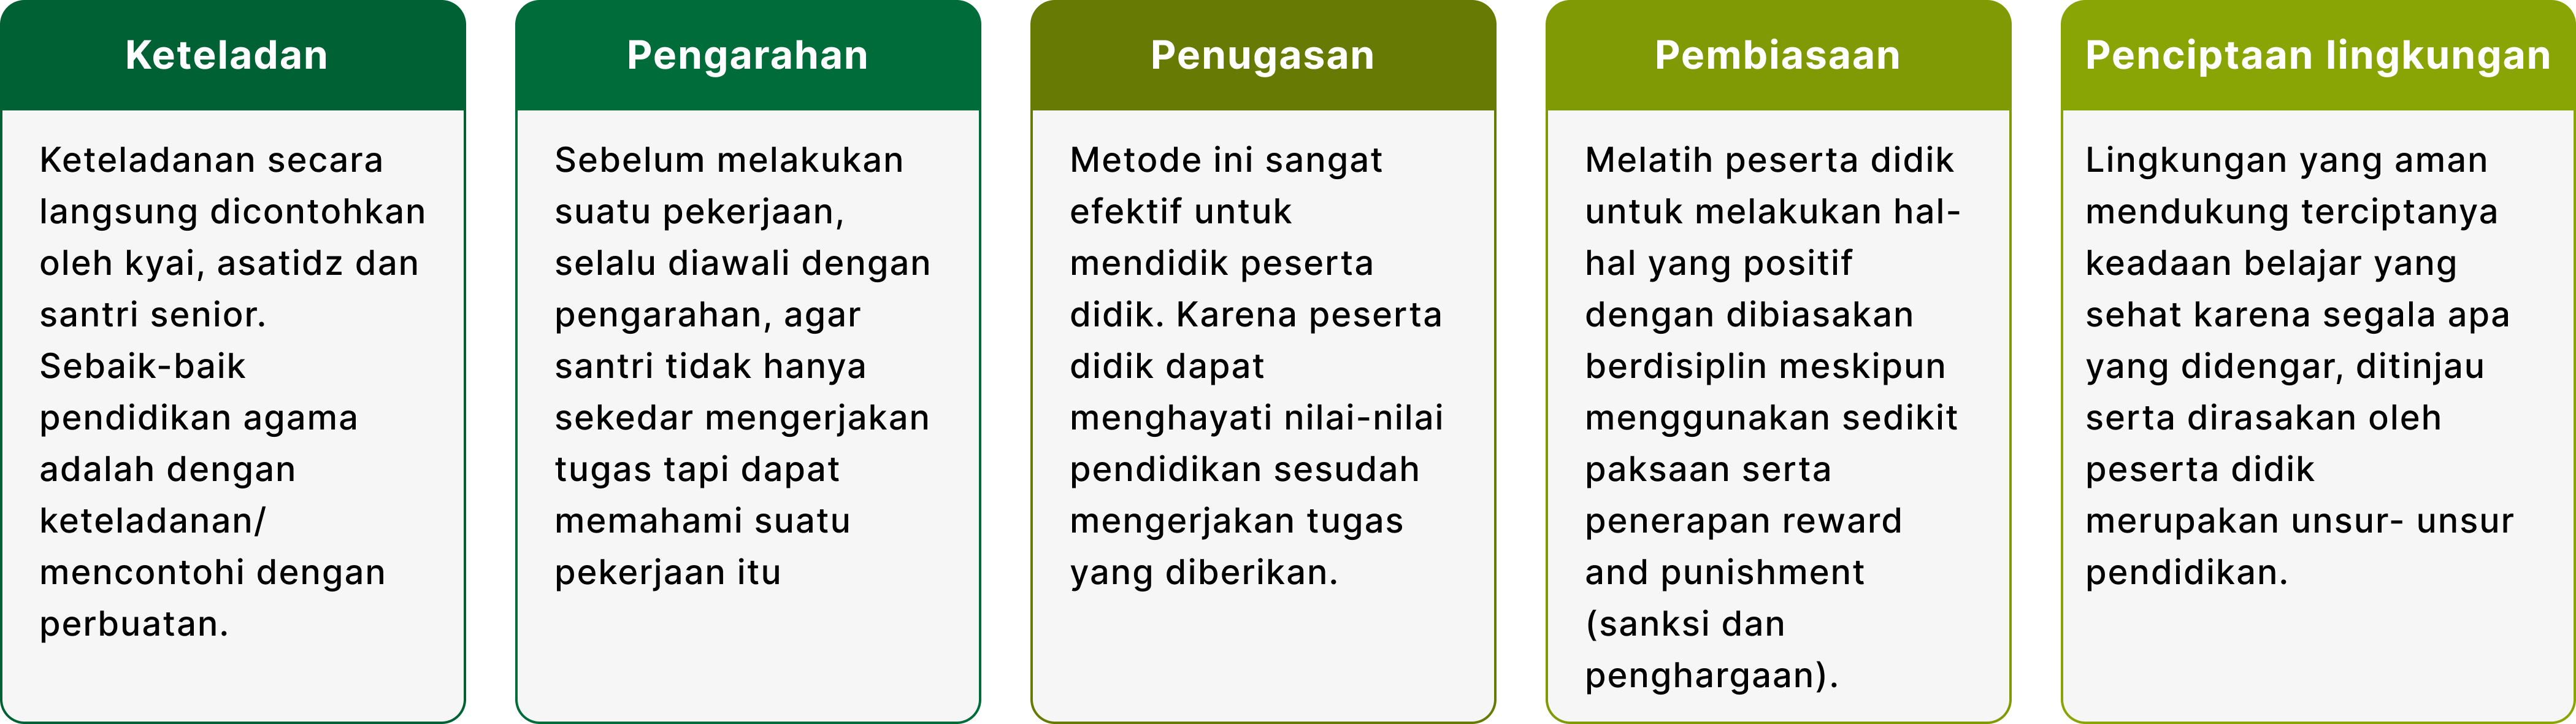 Keteladan
Keteladanan secara
langsung dicontohkan
oleh kyai, asatidz dan
santri senior.
Sebaik-baik
pendidikan agama
adalah dengan
keteladanan/
mencontohi dengan
perbuatan.
Pengarahan
Sebelum melakukan
suatu pekerjaan,
selalu diawali dengan
pengarahan, agar
santri tidak hanya
sekedar mengerjakan
tugas tapi dapat
memahami suatu
pekerjaan itu
Penugasan
Metode ini sangat
efektif untuk
mendidik peserta
didik. Karena peserta
didik dapat
menghayati nilai-nilai
pendidikan sesudah
mengerjakan tugas
yang diberikan.
Pembiasaan
Melatih peserta didik
untuk melakukan hal-
hal yang positif
dengan dibiasakan
berdisiplin meskipun
menggunakan sedikit
paksaan serta
penerapan reward
and punishment
(sanksi dan
penghargaan).
Penciptaan lingkungan
Lingkungan yang aman
mendukung terciptanya
keadaan belajar yang
sehat karena segala apa
yang didengar, ditinjau
serta dirasakan oleh
peserta didik
merupakan unsur- unsur
pendidikan.